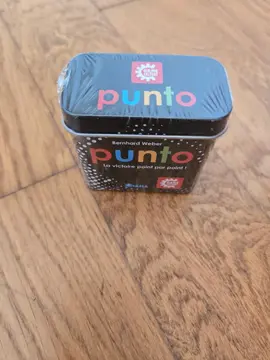 punto
Bernhard Weber
punto
La victoire point par point !